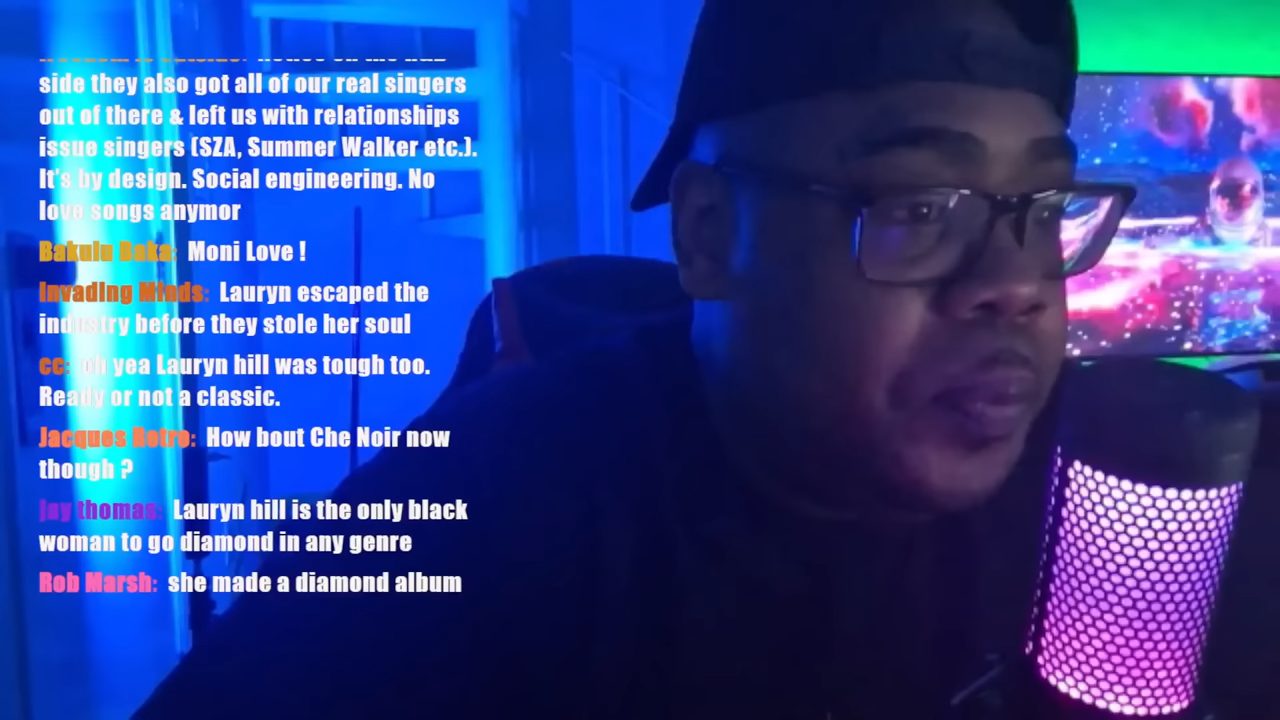 side they also got all of our real singers
out of there & left us with relationships
issue singers (SZA, Summer Walker etc.).
It's by design. Social engineering. No
love songs anymor
Bakulu Baka: Moni Love !
Invading Minds: Lauryn escaped the
industry before they stole her soul
cc: oh yea Lauryn hill was tough too.
Ready or not a classic.
Jacques Retro: How bout Che Noir now
though ?
jay thomas: Lauryn hill is the only black
woman to go diamond in any genre
Rob Marsh: she made a diamond album